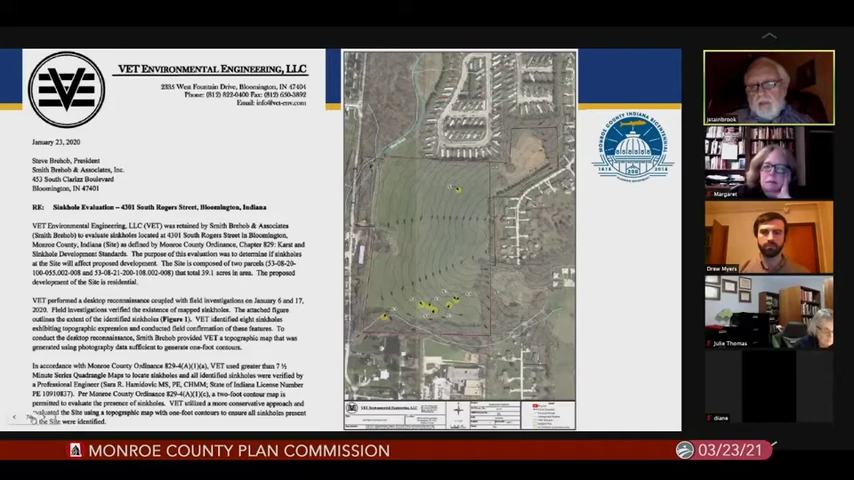 VET ENVIRONMENTAL ENGINEERING, LLC
2335 West Fountain Drive, Bloomington, IN 47404
Phone: (812) 822-0400 Fax: (812) 650-3892
Email: info@vet-env.com
January 23, 2020
Steve Brehob, President
Smith Brehob & Associates, Inc.
453 South Clarizz Boulevard
Bloomington, IN 47401
RE: Sinkhole Evaluation – 4301 South Rogers Street, Bloomington, Indiana
VET Environmental Engineering, LLC (VET) was retained by Smith Brehob & Associates
(Smith Brehob) to evaluate sinkholes located at 4301 South Rogers Street in Bloomington,
Monroe County, Indiana (Site) as defined by Monroe County Ordinance, Chapter 829: Karst and
Sinkhole Development Standards. The purpose of this evaluation was to determine if sinkholes
at the Site will affect proposed development. The Site is composed of two parcels (53-08-20-
100-055.002-008 and 53-08-21-200-108.002-008) that total 39.1 acres in area. The proposed
development of the Site is residential.
VET performed a desktop reconnaissance coupled with field investigations on January 6 and 17,
2020. Field investigations verified the existence of mapped sinkholes. The attached figure
outlines the extent of the identified sinkholes (Figure 1). VET identified eight sinkholes
exhibiting topographic expression and conducted field confirmation of these features. To
conduct the desktop reconnaissance, Smith Brehob provided VET a topographic map that was
generated using photography data sufficient to generate one-foot contours.
In accordance with Monroe County Ordinance 829-4(A)(1)(a), VET used greater than 7 ½
Minute Series Quadrangle Maps to locate sinkholes and all identified sinkholes were verified by
a Professional Engineer (Sara R. Hamidovic MS, PE, CHMM; State of Indiana License Number
PE 10910837). Per Monroe County Ordinance 829-4(A)(1)(c), a two-foot contour map is
permitted to evaluate the presence of sinkholes. VET utilized a more conservative approach and
evaluated the Site using a topographic map with one-foot contours to ensure all sinkholes present
the Site were identified.
VET ENVIRONMENTAL ENGINEERING, LLC
MONROE COUNTY INDIANA BICENTENNIAL
1818 200 2018
jstainbrook
Margaret
Drew Myers
Julie Thomas
diane
MONROE COUNTY PLAN COMMISSION
03/23/21